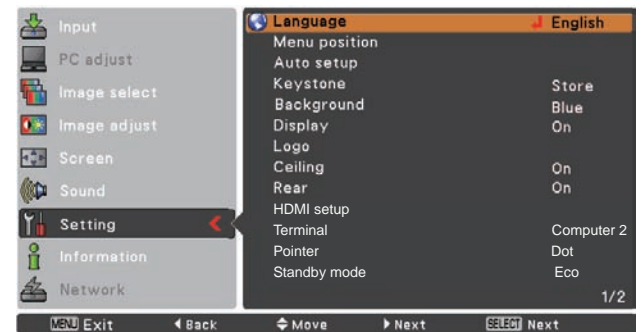 Input
PC adjust
Image select
Image adjust
Screen
Sound
Setting
Information
Network
Language English
Menu position
Auto setup
Keystone Store
Background Blue
Display On
Logo
Ceiling On
Rear On
HDMI setup
Terminal Computer 2
Pointer Dot
Standby mode Eco
1/2
MENU Exit Back Move Next SELECT Next